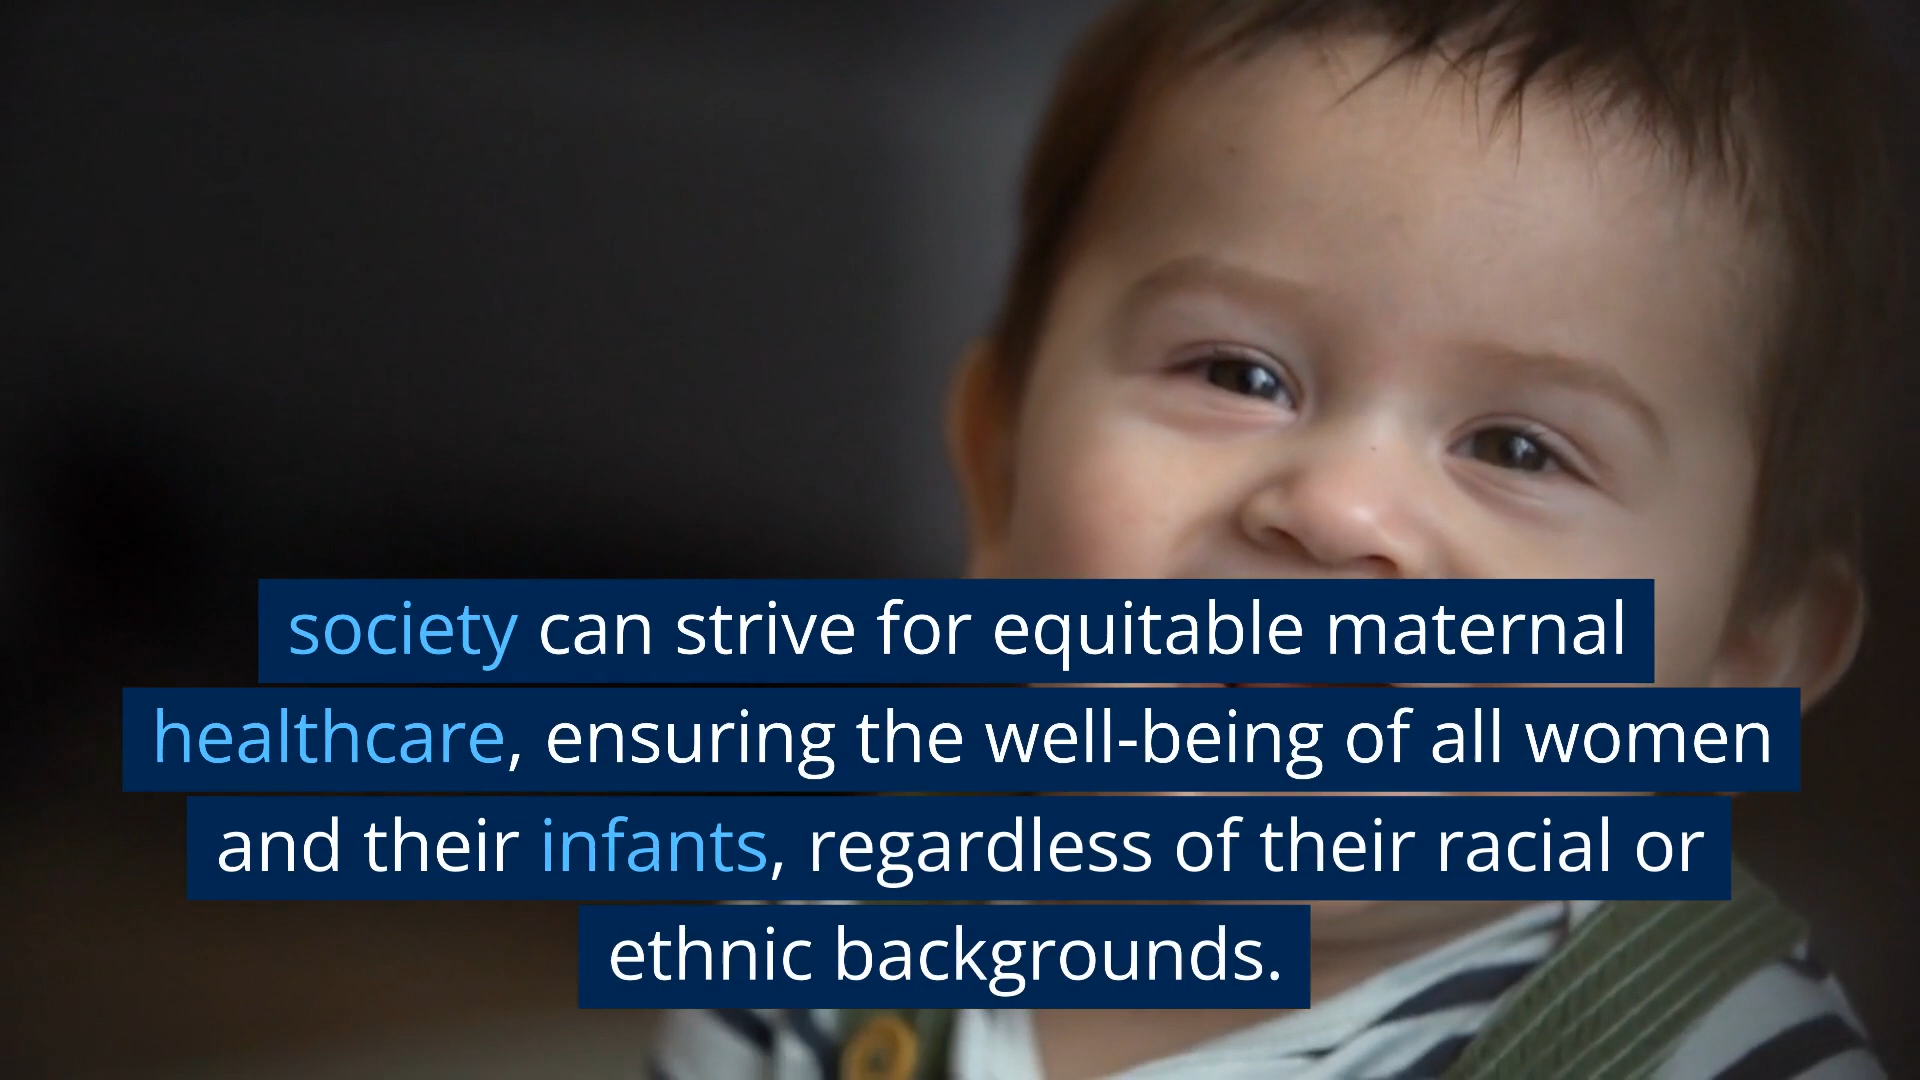 society can strive for equitable maternal
healthcare, ensuring the well-being of all women
and their infants, regardless of their racial or
ethnic backgrounds.